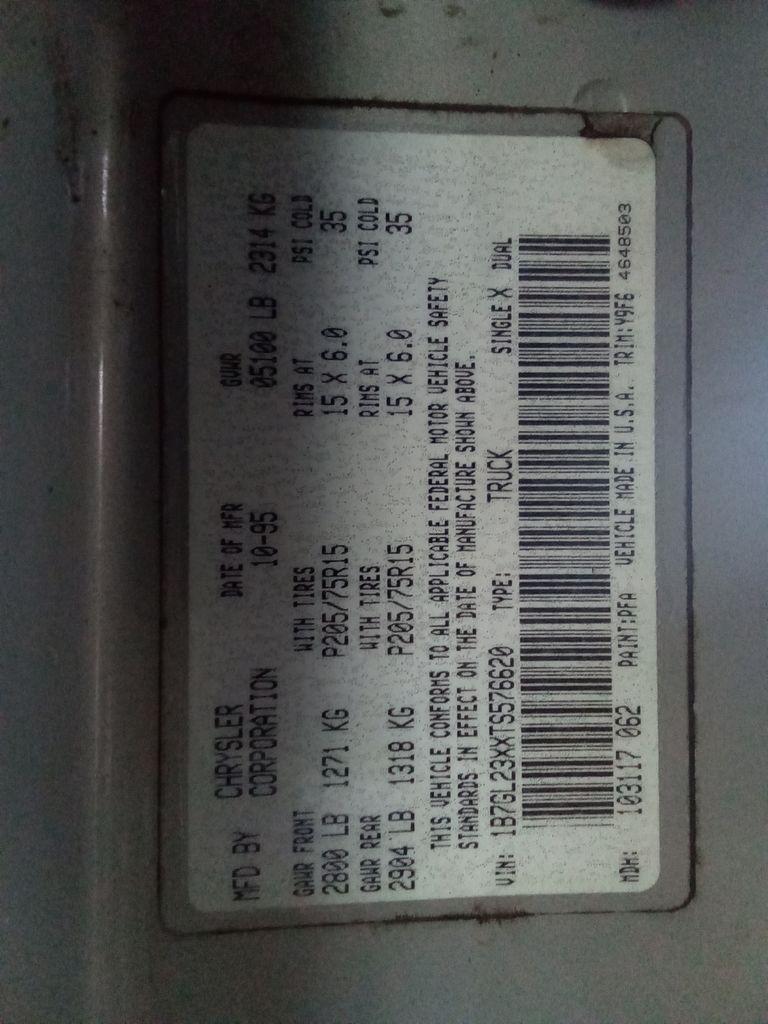 MFD BY CHRYSLER CORPORATION DATE OF MFR 10-95 GVWR 05100 LB 2314 KG
GAWR FRONT WITH TIRES RIMS AT PSI COLD
2800 LB 1271 KG P205/75R15 15 X 6.0 35
GAWR REAR WITH TIRES RIMS AT PSI COLD
2904 LB 1318 KG P205/75R15 15 X 6.0 35
THIS VEHICLE CONFORMS TO ALL APPLICABLE FEDERAL MOTOR VEHICLE SAFETY
STANDARDS IN EFFECT ON THE DATE OF MANUFACTURE SHOWN ABOVE.
VIN: 1B7GL23XXTS576620 TYPE: TRUCK SINGLE X DUAL
MDH: 103117 062 PAINT:PFA VEHICLE MADE IN U.S.A. TRIM:Y9F6 4648503